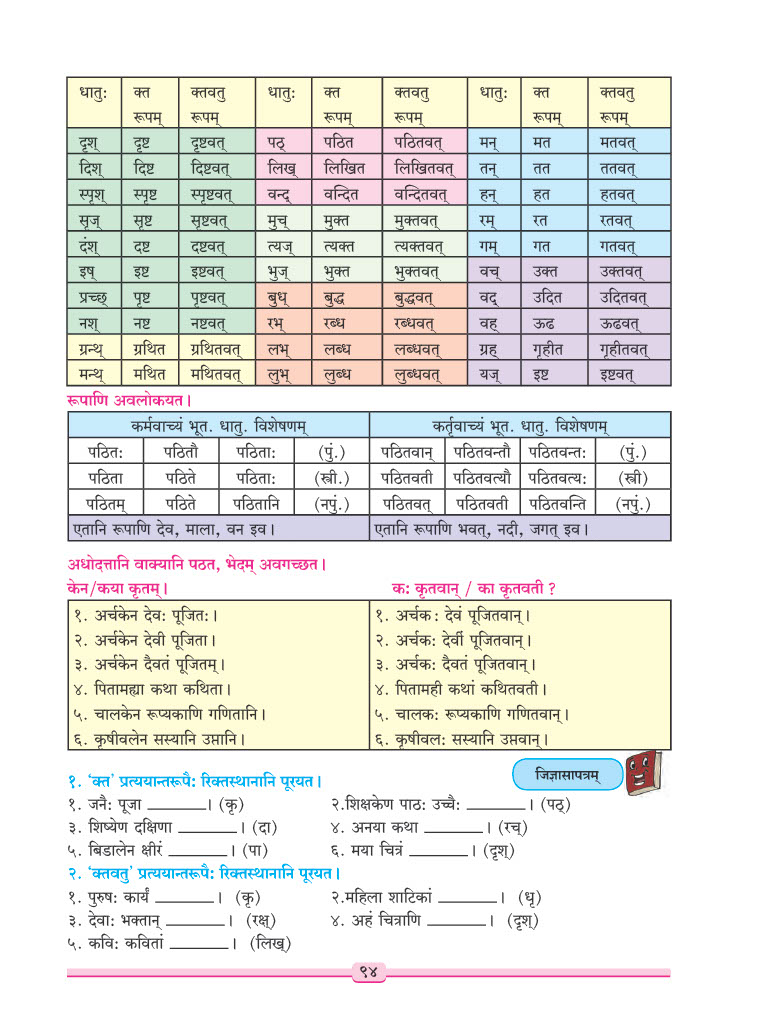 धातु: क्त क्तवतु धातु: क्त क्तवतु धातु: क्त क्तवतु
रूपम् रूपम् रूपम् रूपम् रूपम् रूपम्
दृश् दृष्ट दृष्टवत् पठ् पठित पठितवत् मन् मत मतवत्
दिश् दिष्ट दिष्टवत् लिख् लिखित लिखितवत् तन् तत ततवत्
स्पृश् स्पृष्ट स्पृष्टवत् वन्द् वन्दित वन्दितवत् हन् हत हतवत्
सृज् सृष्ट सृष्टवत् मुच् मुक्त मुक्तवत् रम् रत रतवत्
दंश् दष्ट दष्टवत् त्यज् त्यक्त त्यक्तवत् गम् गत गतवत्
इष् इष्ट इष्टवत् भुज् भुक्त भुक्तवत् वच् उक्त उक्तवत्
प्रच्छ् पृष्ट पृष्टवत् बुध् बुद्ध बुद्धवत् वद् उदित उदितवत्
नश् नष्ट नष्टवत् रभ् रब्ध रब्धवत् वह् ऊढ ऊढवत्
ग्रन्थ् ग्रथित ग्रथितवत् लभ् लब्ध लब्धवत् ग्रह् गृहीत गृहीतवत्
मन्थ् मथित मथितवत् लुभ् लुब्ध लुब्धवत् यज् इष्ट इष्टवत्
रूपाणि अवलोकयत।
कर्मवाच्यं भूत. धातु. विशेषणम् कर्तृवाच्यं भूत. धातु. विशेषणम्
पठित: पठितौ पठिता: (पुं.) पठितवान् पठितवन्तौ पठितवन्त: (पुं.)
पठिता पठिते पठिता: (स्त्री.) पठितवती पठितवत्यौ पठितवत्य: (स्त्री)
पठितम् पठिते पठितानि (नपुं.) पठितवत् पठितवती पठितवन्ति (नपुं.)
एतानि रूपाणि देव, माला, वन इव। एतानि रूपाणि भवत्, नदी, जगत् इव।
अधोदत्तानि वाक्यानि पठत, भेदम् अवगच्छत।
केन/कया कृतम्। क: कृतवान् / का कृतवती ?
१. अर्चकेन देव: पूजित:। १. अर्चक: देवं पूजितवान्।
२. अर्चकेन देवी पूजिता। २. अर्चक: देवीं पूजितवान्।
३. अर्चकेन दैवतं पूजितम्। ३. अर्चक: दैवतं पूजितवान्।
४. पितामह्या कथा कथिता। ४. पितामही कथां कथितवती।
५. चालकेन रूप्यकाणि गणितानि। ५. चालक: रूप्यकाणि गणितवान्।
६. कृषीवलेन सस्यानि उप्तानि। ६. कृषीवल: सस्यानि उप्तवान्।
जिज्ञासापत्रम्
१. ‘क्त’ प्रत्ययान्तरूपै: रिक्तस्थानानि पूरयत।
१. जनै: पूजा ______। (कृ) २.शिक्षकेण पाठ: उच्चै: ______। (पठ्)
३. शिष्येण दक्षिणा ______। (दा) ४. अनया कथा ______। (रच्)
५. बिडालेन क्षीरं ______। (पा) ६. मया चित्रं ______। (दृश्)
२. ‘क्तवतु’ प्रत्ययान्तरूपै: रिक्तस्थानानि पूरयत।
१. पुरुष: कार्यं ______। (कृ) २.महिला शाटिकां ______। (धृ)
३. देवा: भक्तान् ______। (रक्ष्) ४. अहं चित्राणि ______। (दृश्)
५. कवि: कवितां ______। (लिख्)
९४